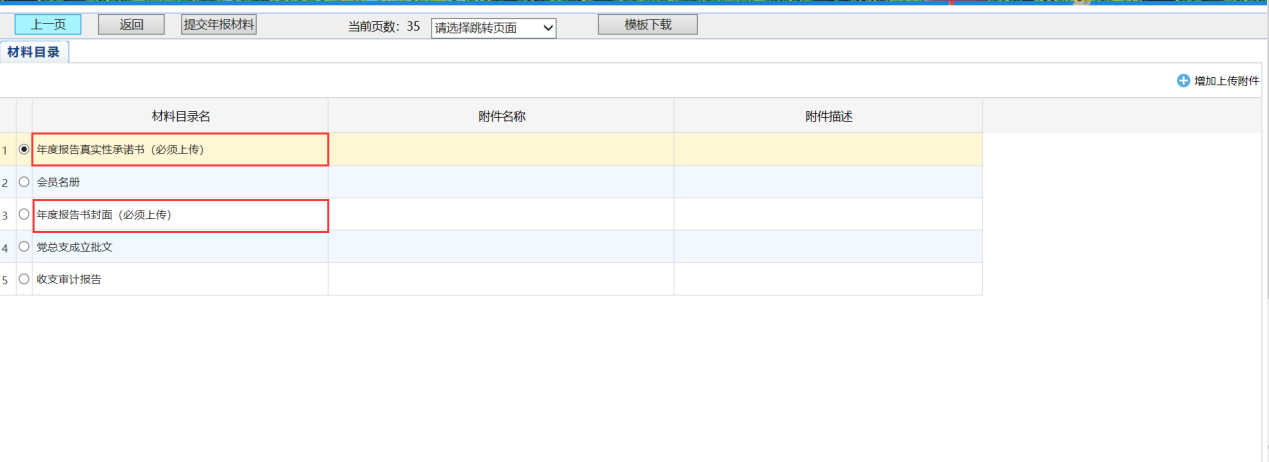 上一页 返回 提交年报材料 当前页数：35 请选择跳转页面 模板下载
材料目录
增加上传附件
材料目录名 附件名称 附件描述
1 年度报告真实性承诺书（必须上传）
2 会员名册
3 年度报告书封面（必须上传）
4 党总支成立批文
5 收支审计报告